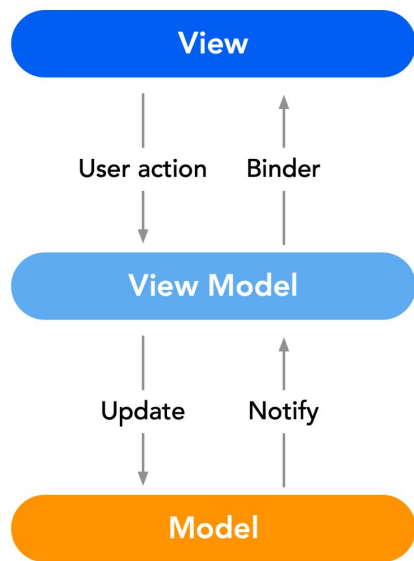 View
User action
Binder
View Model
Update
Notify
Model